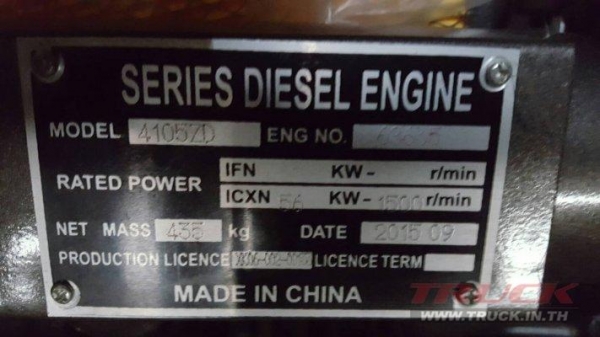 SERIES DIESEL ENGINE
MODEL 4105ZD ENG NO.
RATED POWER
IFN KW- r/min
ICXN 56 KW-1500 r/min
NET MASS 435 kg DATE 2015 09
PRODUCTION LICENCE LICENCE TERM
MADE IN CHINA
TRUCK
WWW.TRUCK.IN.TH